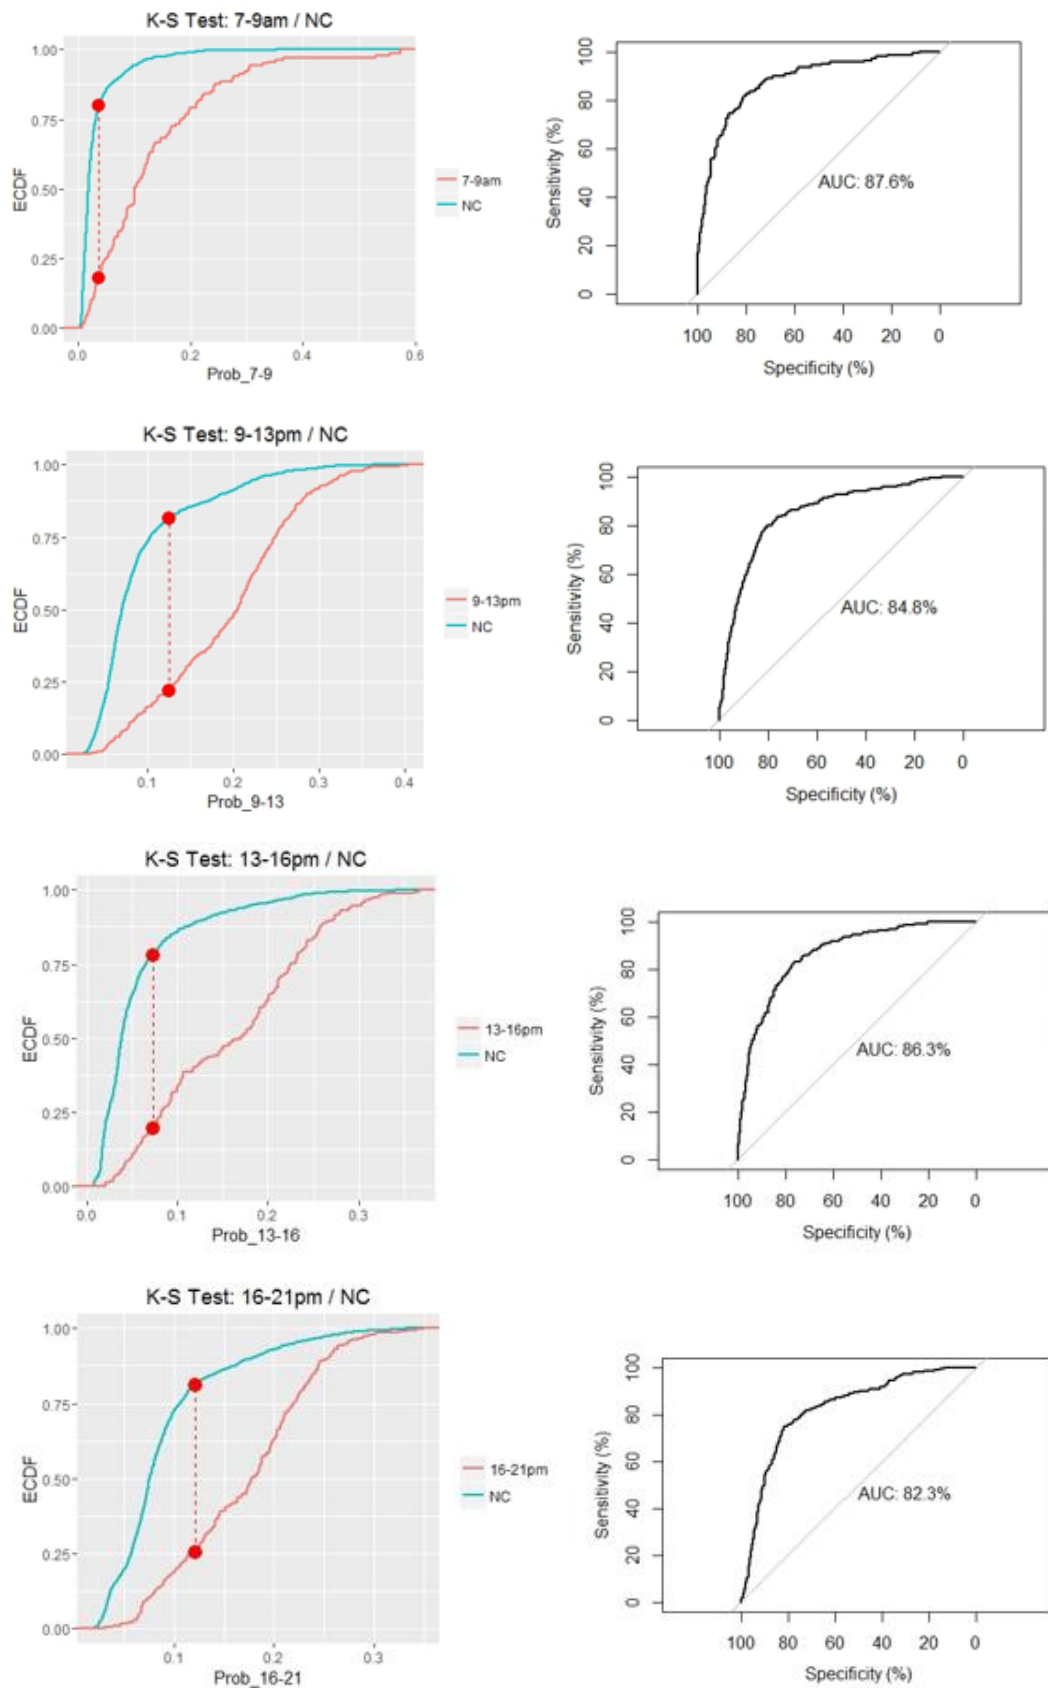 K-S Test: 7-9am / NC
1.00
0.75
0.50
0.25
0.00
ECDF
0.0 0.2 0.4 0.6
Prob_7-9
7-9am
NC
100
80
60
40
20
0
Sensitivity (%)
AUC: 87.6%
100 80 60 40 20 0
Specificity (%)
K-S Test: 9-13pm / NC
1.00
0.75
0.50
0.25
0.00
ECDF
0.1 0.2 0.3 0.4
Prob_9-13
9-13pm
NC
100
80
60
40
20
0
Sensitivity (%)
AUC: 84.8%
100 80 60 40 20 0
Specificity (%)
K-S Test: 13-16pm / NC
1.00
0.75
0.50
0.25
0.00
ECDF
0.0 0.1 0.2 0.3
Prob_13-16
13-16pm
NC
100
80
60
40
20
0
Sensitivity (%)
AUC: 86.3%
100 80 60 40 20 0
Specificity (%)
K-S Test: 16-21pm / NC
1.00
0.75
0.50
0.25
0.00
ECDF
0.1 0.2 0.3
Prob_16-21
16-21pm
NC
100
80
60
40
20
0
Sensitivity (%)
AUC: 82.3%
100 80 60 40 20 0
Specificity (%)